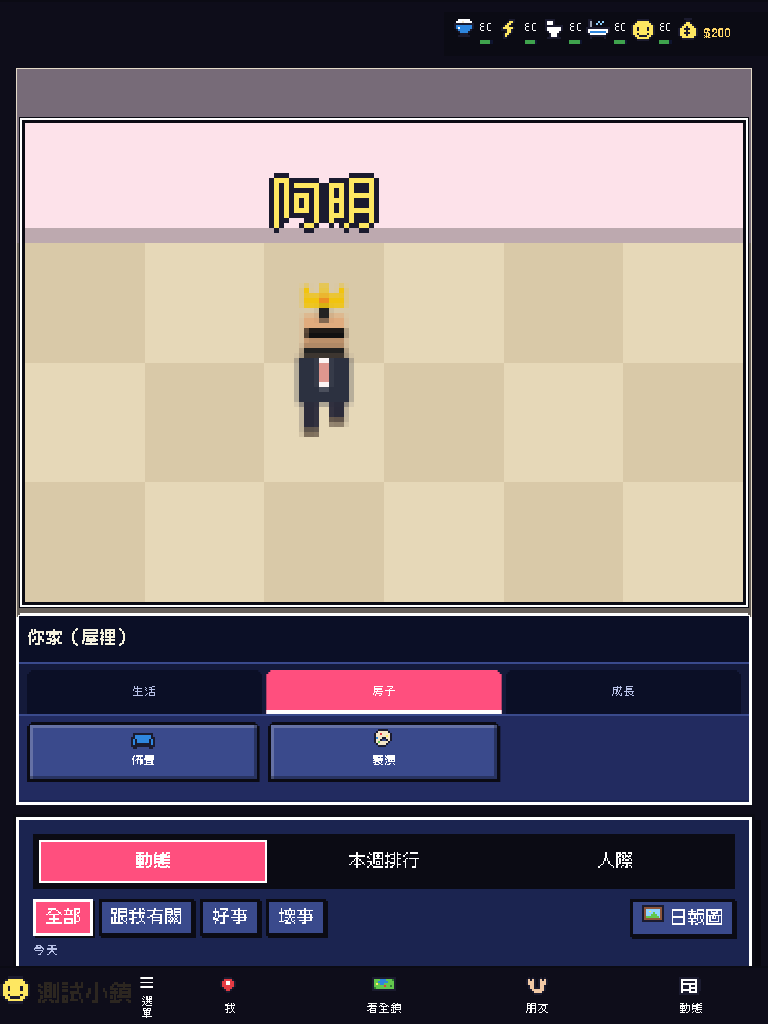 $200
阿明
你家（屋裡）
生活
房子
成長
佈置
動態
本週排行
人際
全部
跟我有關
好事
壞事
日報圖
今天
測試小鎮
選單
我
看全鎮
朋友
動態